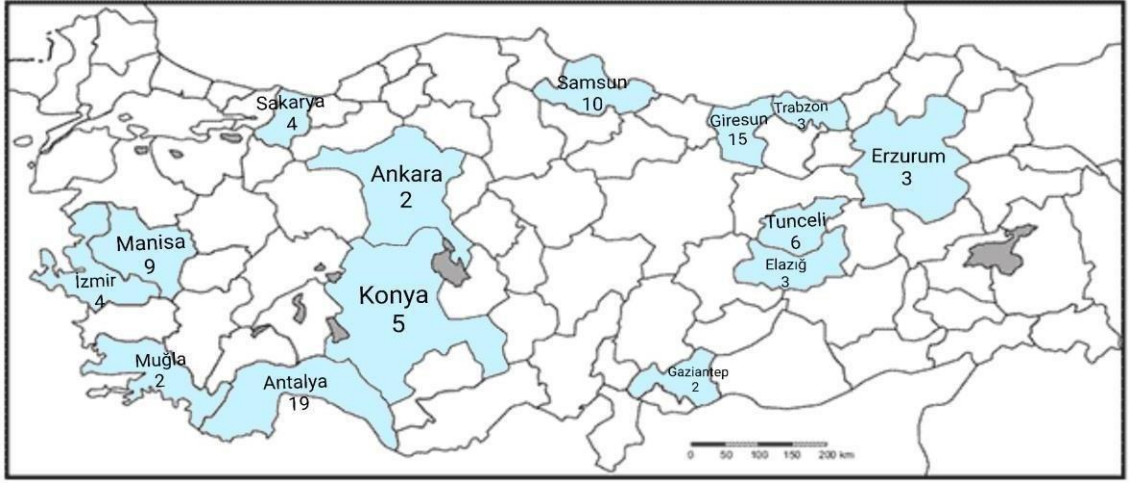 Samsun
10
Sakarya
4
Trabzon
31
Giresun
15
Erzurum
3
Ankara
2
Tunceli
6
Manisa
9
Elazığ
3
İzmir
4
Konya
5
Muğla
2
Antalya
19
Gaziantep
2
0 50 100 150 200 km